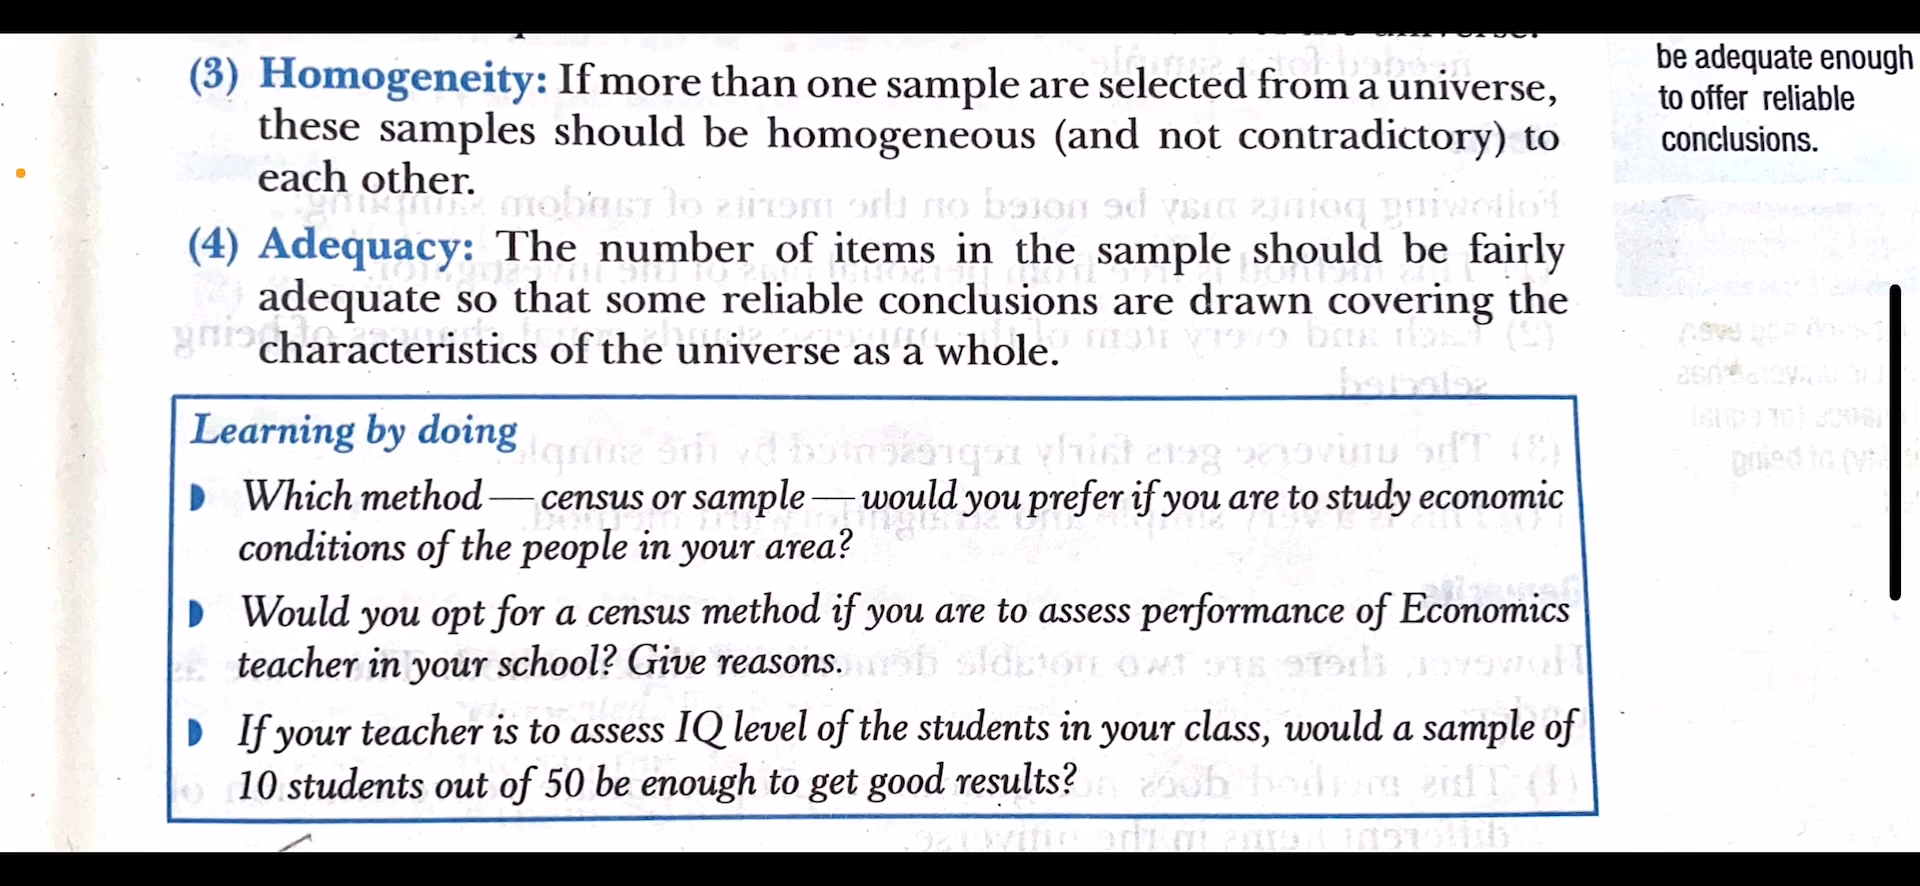 (3) Homogeneity: If more than one sample are selected from a universe,
these samples should be homogeneous (and not contradictory) to
each other.
(4) Adequacy: The number of items in the sample should be fairly
adequate so that some reliable conclusions are drawn covering the
characteristics of the universe as a whole.
Learning by doing
Which method—census or sample—would you prefer if you are to study economic
conditions of the people in your area?
Would you opt for a census method if you are to assess performance of Economics
teacher in your school? Give reasons.
If your teacher is to assess IQ level of the students in your class, would a sample of
10 students out of 50 be enough to get good results?
be adequate enough
to offer reliable
conclusions.